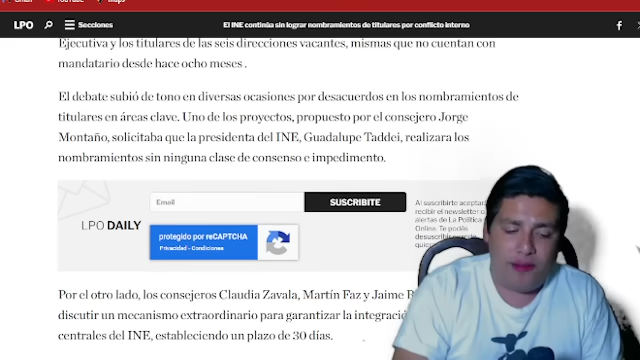 Gmail YouTube Maps
LPO Secciones El INE continúa sin lograr nombramientos de titulares por conflicto interno
Ejecutiva y los titulares de las seis direcciones vacantes, mismas que no cuentan con
mandatario desde hace ocho meses .
El debate subió de tono en diversas ocasiones por desacuerdos en los nombramientos de
titulares en áreas clave. Uno de los proyectos, propuesto por el consejero Jorge
Montaño, solicitaba que la presidenta del INE, Guadalupe Taddei, realizara los
nombramientos sin ninguna clase de consenso e impedimento.
LPO DAILY
Email
SUSCRIBITE
protegido por reCAPTCHA
Privacidad - Condiciones
Al suscribirte aceptar
recibir el newsletter o
alertas de La Política
Online. Te podés
desuscribir
Por el otro lado, los consejeros Claudia Zavala, Martín Faz y Jaime
discutir un mecanismo extraordinario para garantizar la
centrales del INE, estableciendo un plazo de 30 días.